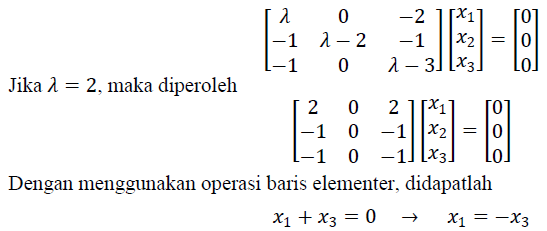 [λ 0 −2; −1 λ − 2 −1; −1 0 λ − 3] [x₁; x₂; x₃] = [0; 0; 0]
Jika λ = 2, maka diperoleh
[2 0 2; −1 0 −1; −1 0 −1] [x₁; x₂; x₃] = [0; 0; 0]
Dengan menggunakan operasi baris elementer, didapatlah
x₁ + x₃ = 0 → x₁ = −x₃